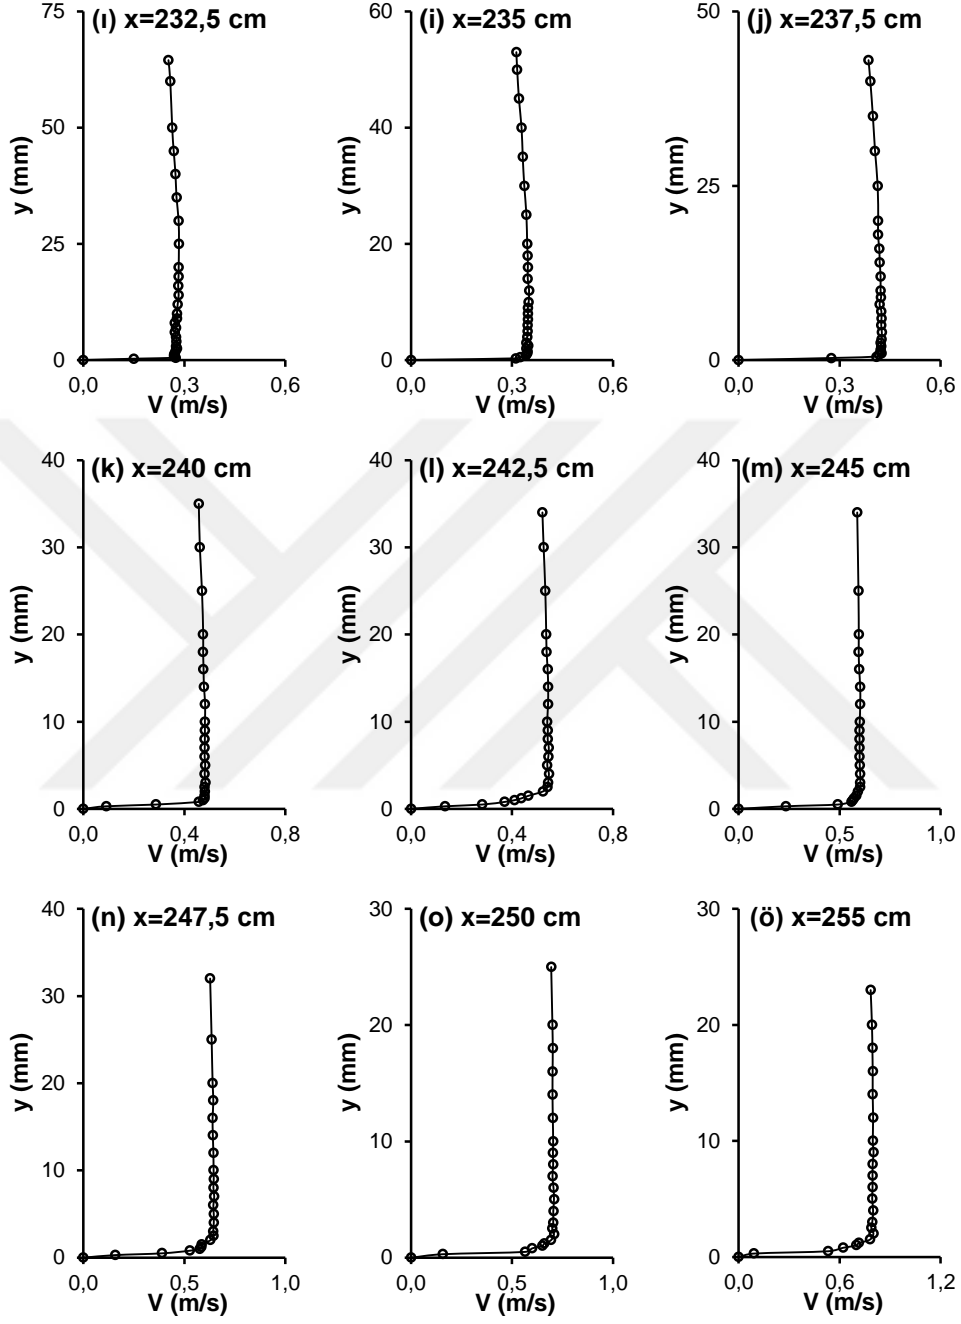 (ı) x=232,5 cm
75
50
25
0
y (mm)
0,0 0,3 0,6
V (m/s)
(i) x=235 cm
60
40
20
0
y (mm)
0,0 0,3 0,6
V (m/s)
(j) x=237,5 cm
50
25
0
y (mm)
0,0 0,3 0,6
V (m/s)
(k) x=240 cm
40
30
20
10
0
y (mm)
0,0 0,4 0,8
V (m/s)
(l) x=242,5 cm
40
30
20
10
0
y (mm)
0,0 0,4 0,8
V (m/s)
(m) x=245 cm
40
30
20
10
0
y (mm)
0,0 0,5 1,0
V (m/s)
(n) x=247,5 cm
40
30
20
10
0
y (mm)
0,0 0,5 1,0
V (m/s)
(o) x=250 cm
30
20
10
0
y (mm)
0,0 0,5 1,0
V (m/s)
(ö) x=255 cm
30
20
10
0
y (mm)
0,0 0,6 1,2
V (m/s)